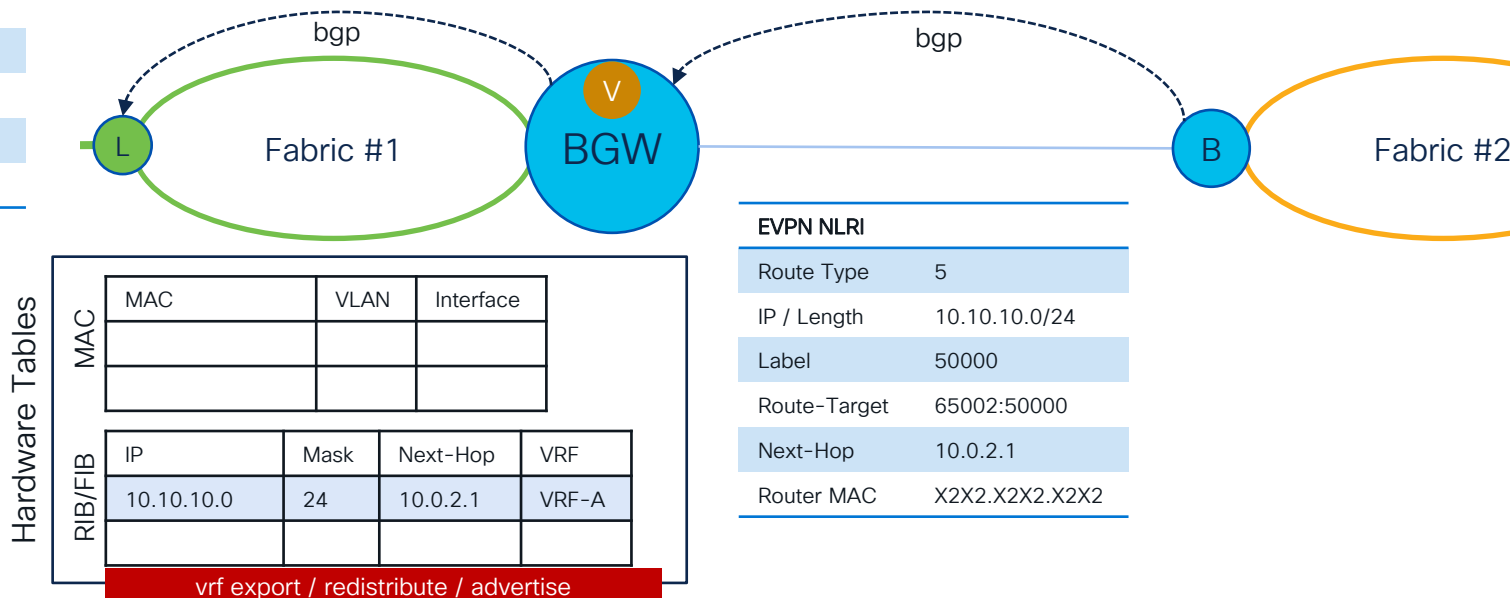 bgp
bgp
V
L
Fabric #1
BGW
B
Fabric #2
EVPN NLRI
Route Type 5
IP / Length 10.10.10.0/24
Label 50000
Route-Target 65002:50000
Next-Hop 10.0.2.1
Router MAC X2X2.X2X2.X2X2
Hardware Tables
MAC
MAC VLAN Interface
RIB/FIB
IP Mask Next-Hop VRF
10.10.10.0 24 10.0.2.1 VRF-A
vrf export / redistribute / advertise